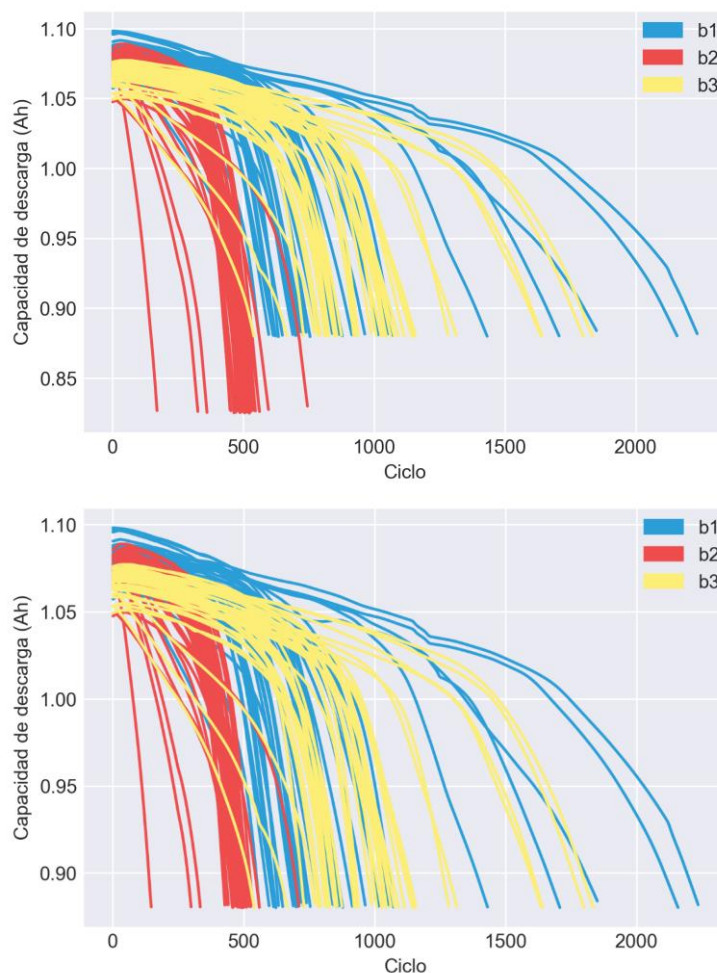 1.10
1.05
1.00
0.95
0.90
0.85
Capacidad de descarga (Ah)
0 500 1000 1500 2000
Ciclo
b1
b2
b3
1.10
1.05
1.00
0.95
0.90
Capacidad de descarga (Ah)
0 500 1000 1500 2000
Ciclo
b1
b2
b3